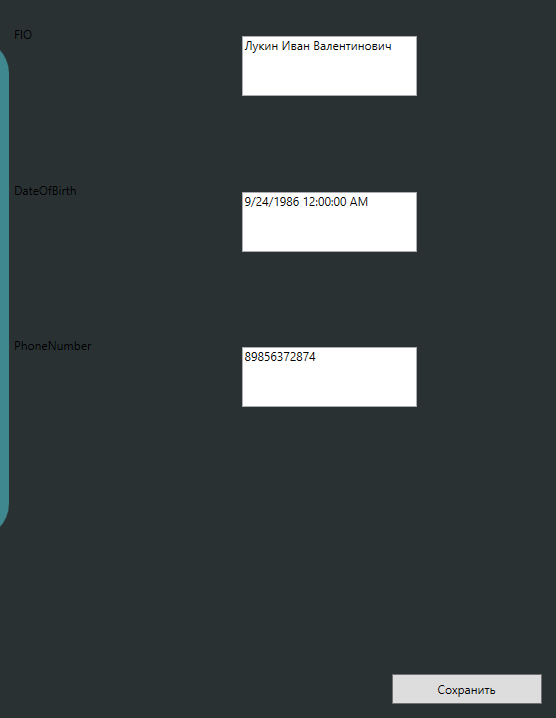 FIO
Лукин Иван Валентинович
DateOfBirth
9/24/1986 12:00:00 AM
PhoneNumber
89856372874
Сохранить